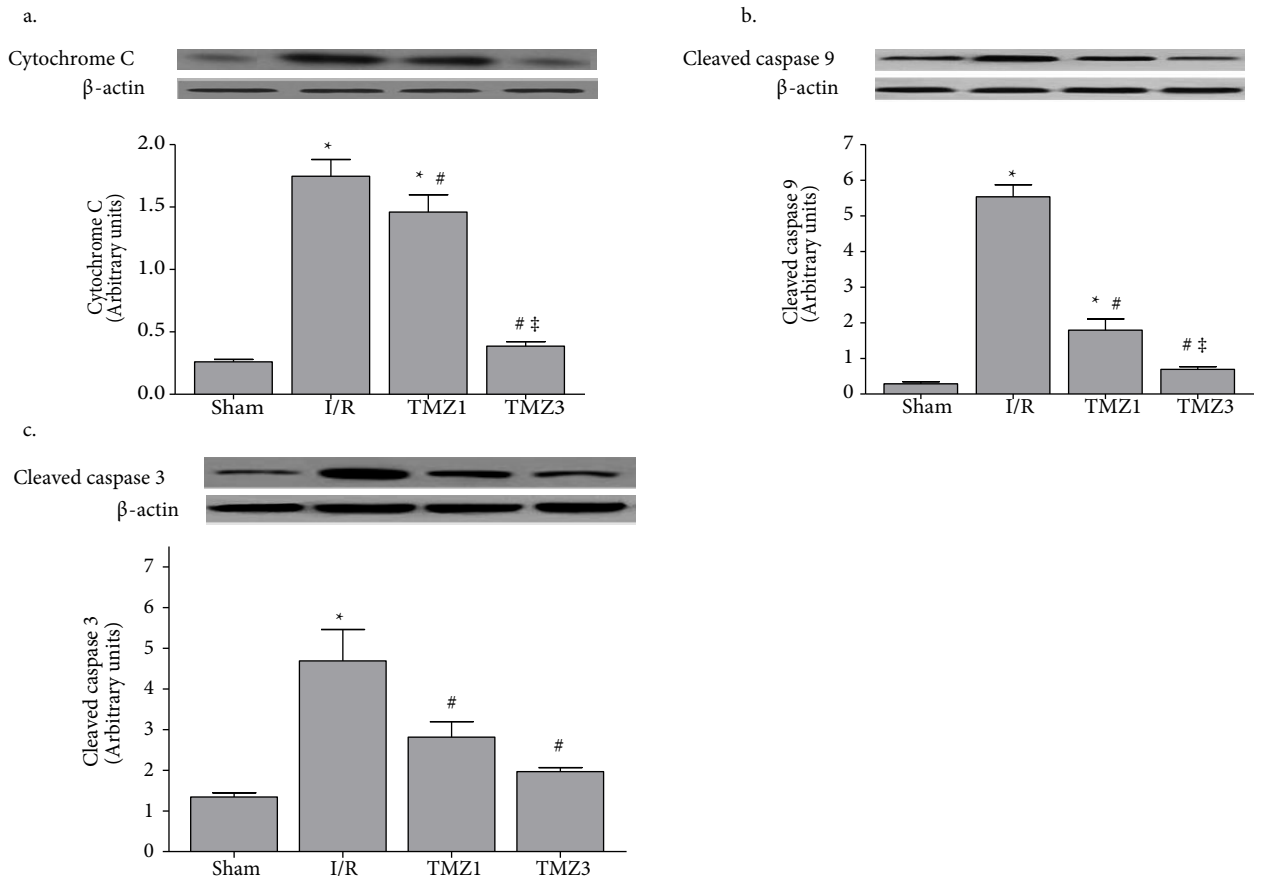 a.
Cytochrome C
β-actin
2.0
1.5
1.0
0.5
0.0
Cytochrome C
(Arbitrary units)
*
* #
# ‡
Sham I/R TMZ1 TMZ3
b.
Cleaved caspase 9
β-actin
7
6
5
4
3
2
1
0
Cleaved caspase 9
(Arbitrary units)
*
* #
# ‡
Sham I/R TMZ1 TMZ3
c.
Cleaved caspase 3
β-actin
7
6
5
4
3
2
1
0
Cleaved caspase 3
(Arbitrary units)
*
#
#
Sham I/R TMZ1 TMZ3